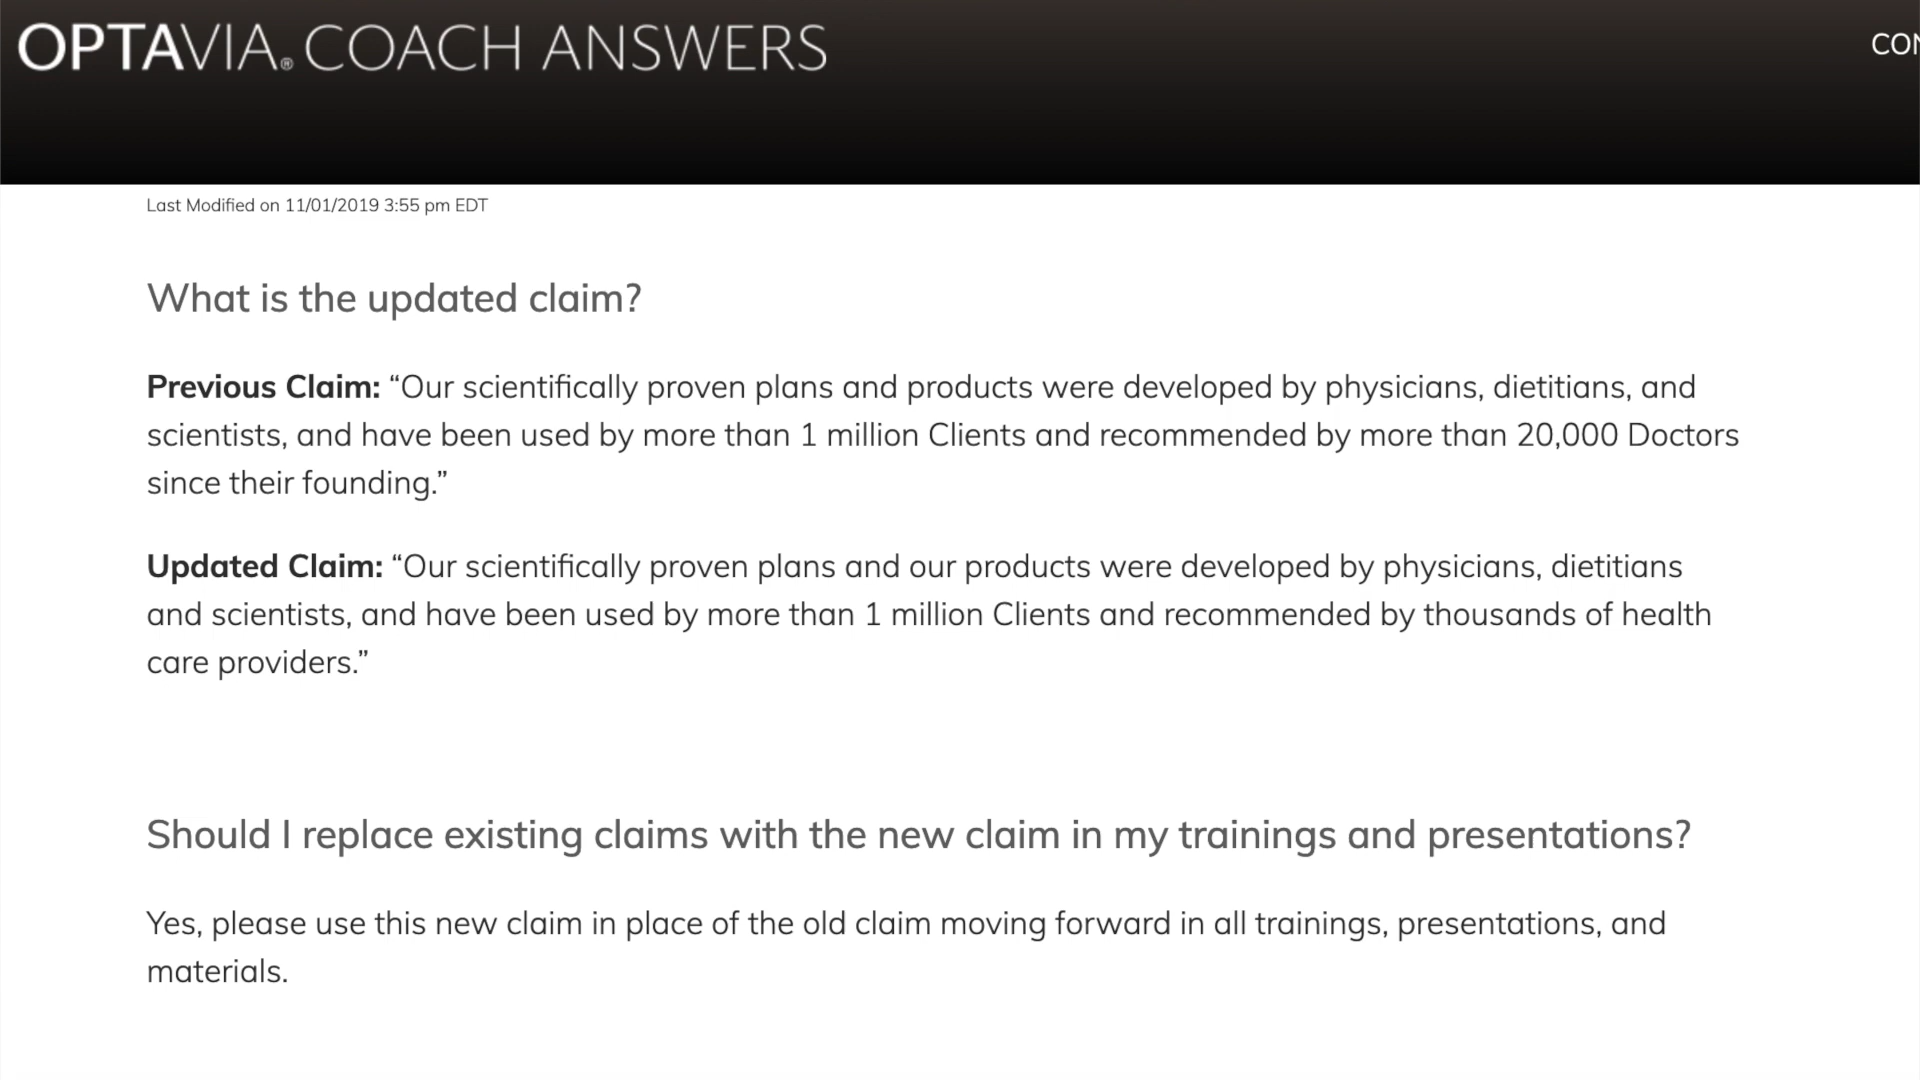 OPTAVIA® COACH ANSWERS
CON
Last Modified on 11/01/2019 3:55 pm EDT
What is the updated claim?
Previous Claim: “Our scientifically proven plans and products were developed by physicians, dietitians, and
scientists, and have been used by more than 1 million Clients and recommended by more than 20,000 Doctors
since their founding.”
Updated Claim: “Our scientifically proven plans and our products were developed by physicians, dietitians
and scientists, and have been used by more than 1 million Clients and recommended by thousands of health
care providers.”
Should I replace existing claims with the new claim in my trainings and presentations?
Yes, please use this new claim in place of the old claim moving forward in all trainings, presentations, and
materials.